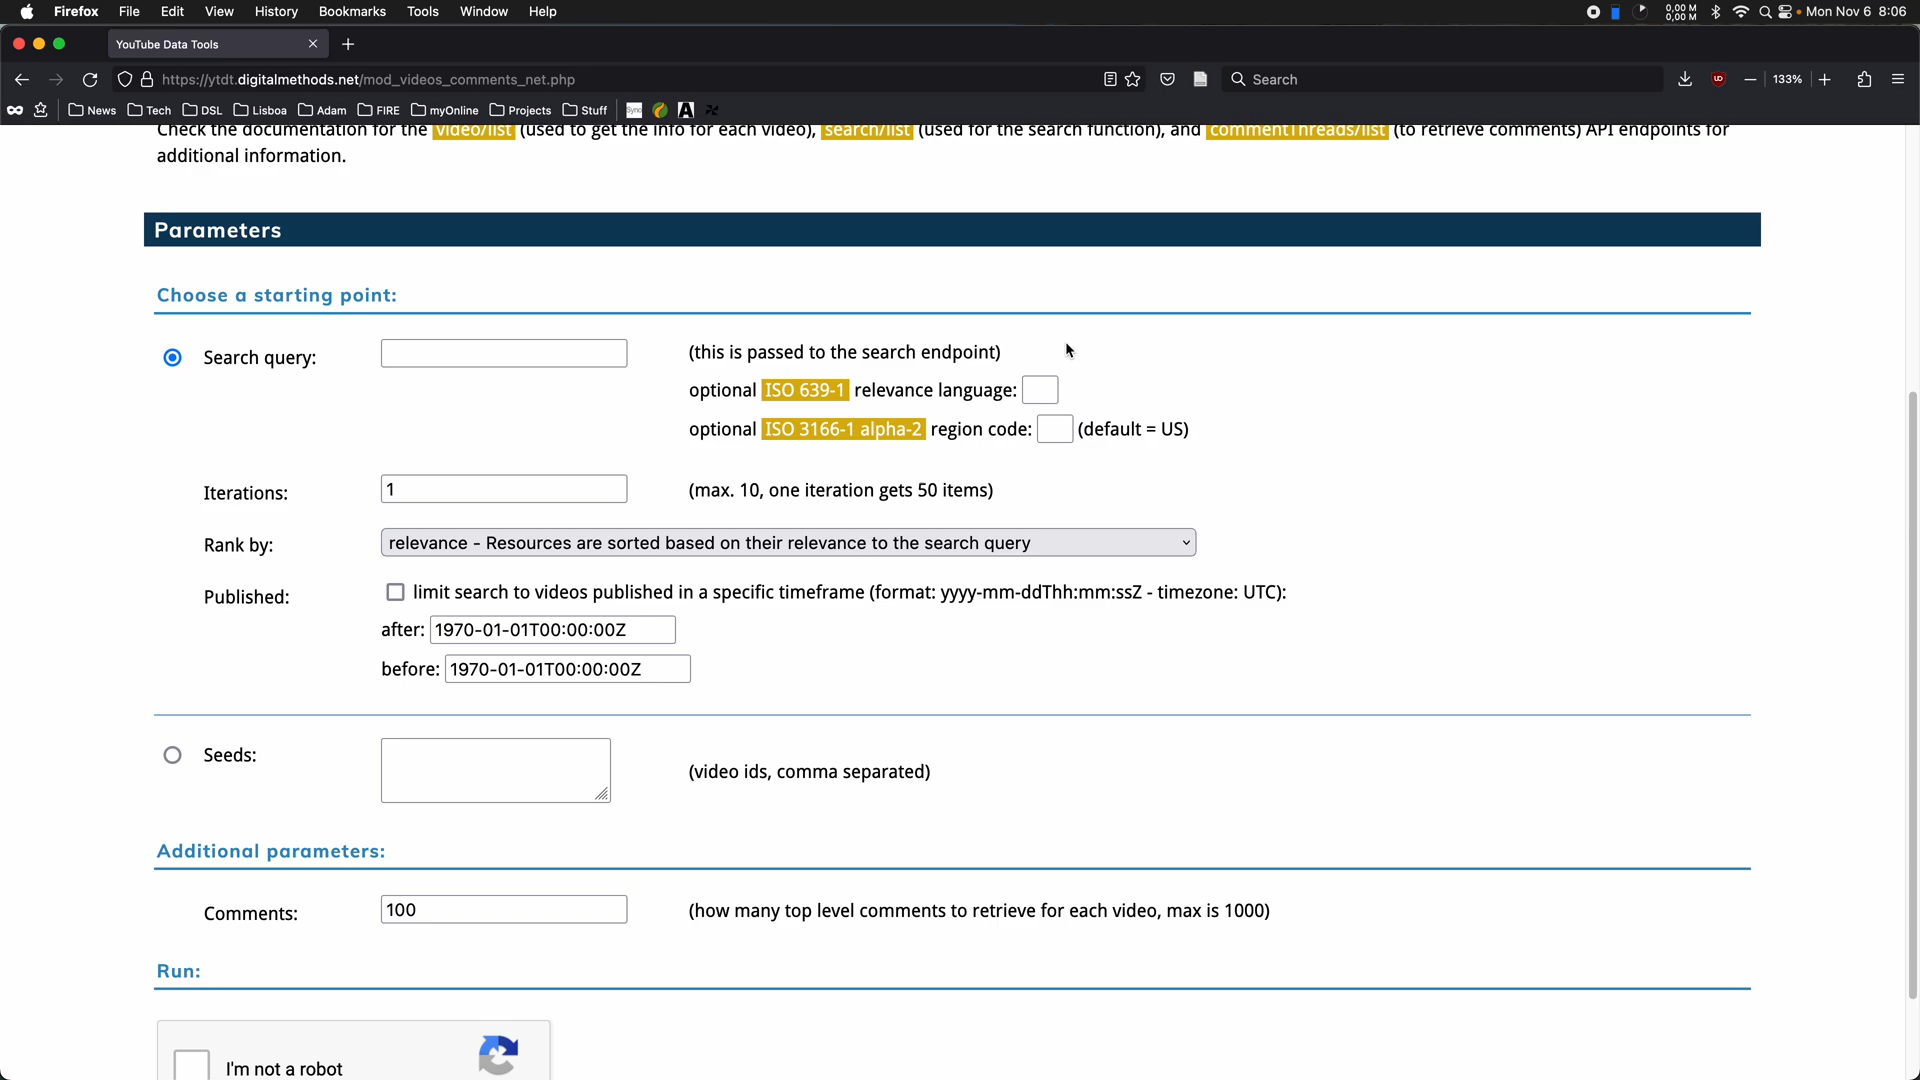 Firefox File Edit View History Bookmarks Tools Window Help 0,00 M 0,00 M Mon Nov 6 8:06
YouTube Data Tools
https://ytdt.digitalmethods.net/mod_videos_comments_net.php Search 133%
News Tech DSL Lisboa Adam FIRE myOnline Projects Stuff
Check the documentation for the video/list (used to get the info for each video), search/list (used for the search function), and commentThreads/list (to retrieve comments) API endpoints for
additional information.
Parameters
Choose a starting point:
Search query: (this is passed to the search endpoint)
optional ISO 639-1 relevance language:
optional ISO 3166-1 alpha-2 region code: (default = US)
Iterations: 1 (max. 10, one iteration gets 50 items)
Rank by: relevance - Resources are sorted based on their relevance to the search query
Published: limit search to videos published in a specific timeframe (format: yyyy-mm-ddThh:mm:ssZ - timezone: UTC):
after: 1970-01-01T00:00:00Z
before: 1970-01-01T00:00:00Z
Seeds: (video ids, comma separated)
Additional parameters:
Comments: 100 (how many top level comments to retrieve for each video, max is 1000)
Run:
I'm not a robot